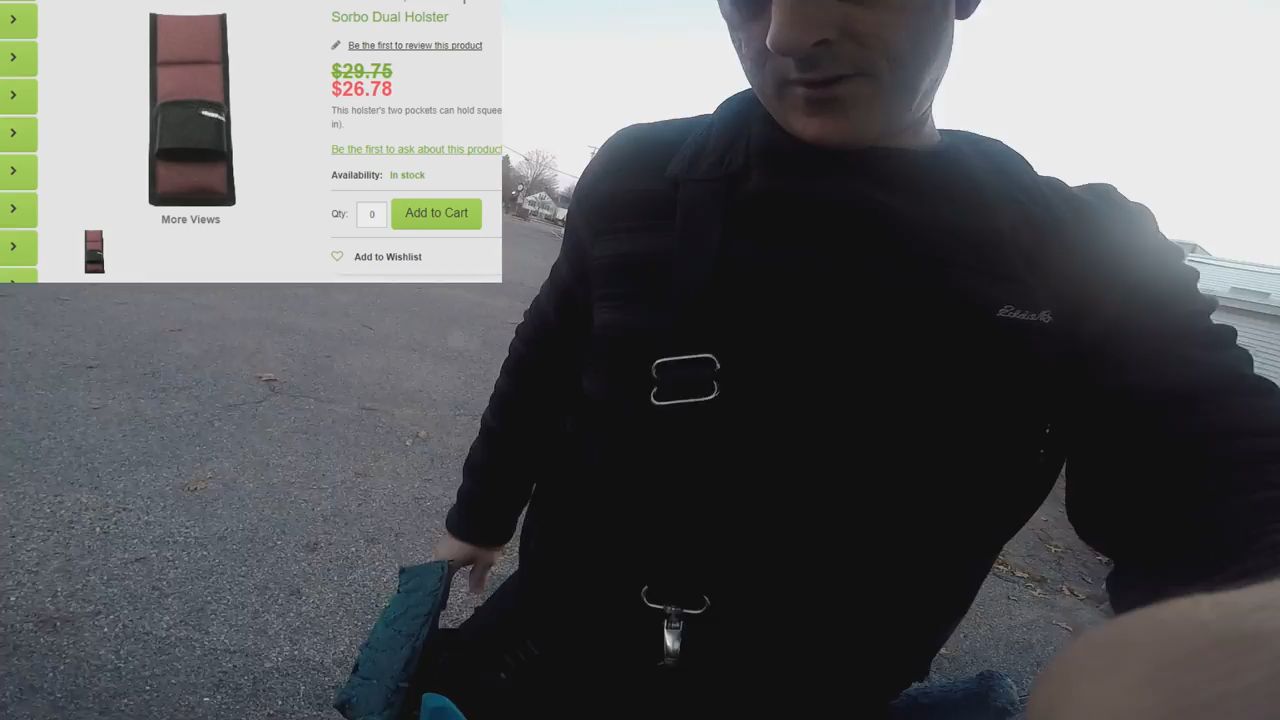 Sorbo Dual Holster
Be the first to review this product
$29.75
$26.78
This holster's two pockets can hold squee
in).
Be the first to ask about this produc
Availability: In stock
Qty: 0 Add to Cart
More Views
Add to Wishlist